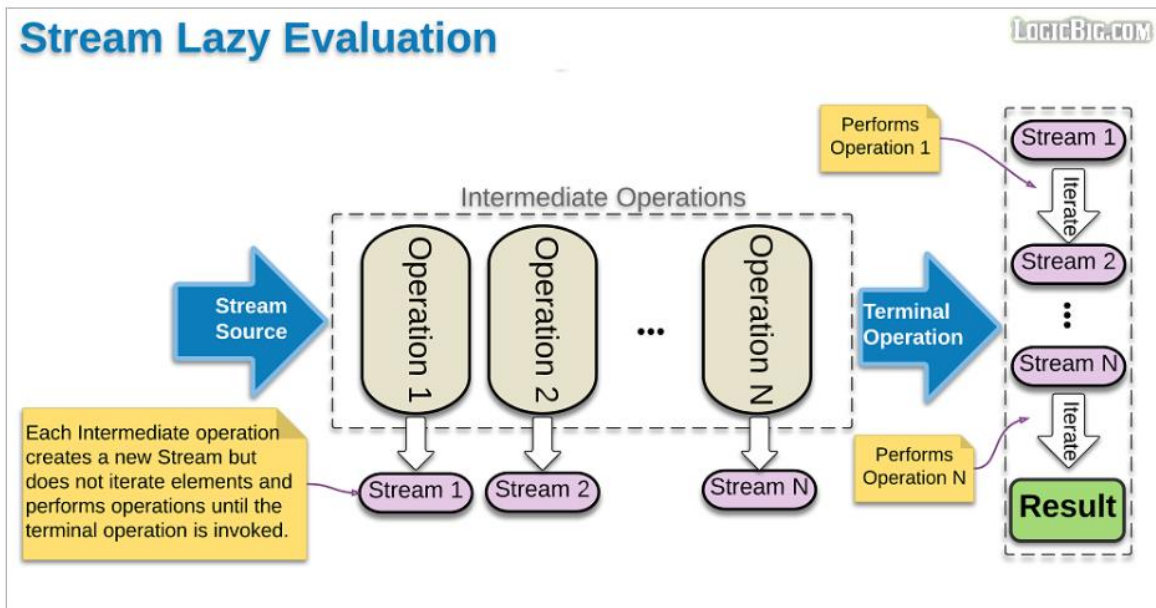 Stream Lazy Evaluation
LOGICBIG.COM
Performs
Operation 1
Stream 1
Iterate
Stream 2
...
Stream N
Iterate
Result
Intermediate Operations
Stream
Source
Operation 1
Operation 2
...
Operation N
Terminal
Operation
Each Intermediate operation
creates a new Stream but
does not iterate elements and
performs operations until the
terminal operation is invoked.
Stream 1
Stream 2
Stream N
Performs
Operation N